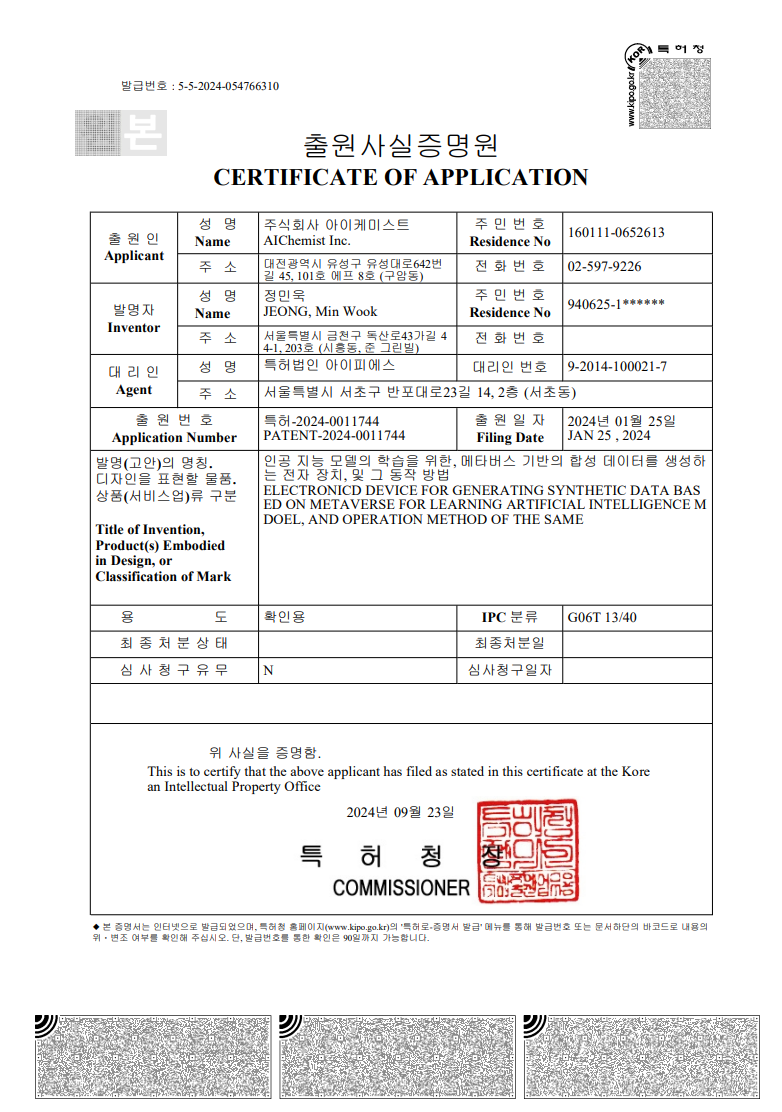 KOR 특허청
www.kipo.go.kr
발급번호 : 5-5-2024-054766310
원본
출원사실증명원
CERTIFICATE OF APPLICATION
출 원 인
Applicant
성 명
Name
주식회사 아이케미스트
AIChemist Inc.
주 민 번 호
Residence No
160111-0652613
주 소
대전광역시 유성구 유성대로642번
길 45, 101호 에프 8호 (구암동)
전 화 번 호
02-597-9226
발명자
Inventor
성 명
Name
정민욱
JEONG, Min Wook
주 민 번 호
Residence No
940625-1******
주 소
서울특별시 금천구 독산로43가길 4
4-1, 203호 (시흥동, 준 그린빌)
전 화 번 호
대 리 인
Agent
성 명
특허법인 아이피에스
대리인 번호
9-2014-100021-7
주 소
서울특별시 서초구 반포대로23길 14, 2층 (서초동)
출 원 번 호
Application Number
특허-2024-0011744
PATENT-2024-0011744
출 원 일 자
Filing Date
2024년 01월 25일
JAN 25 , 2024
발명(고안)의 명칭.
디자인을 표현할 물품.
상품(서비스업)류 구분
Title of Invention,
Product(s) Embodied
in Design, or
Classification of Mark
인공 지능 모델의 학습을 위한, 메타버스 기반의 합성 데이터를 생성하
는 전자 장치, 및 그 동작 방법
ELECTRONICD DEVICE FOR GENERATING SYNTHETIC DATA BAS
ED ON METAVERSE FOR LEARNING ARTIFICIAL INTELLIGENCE M
DOEL, AND OPERATION METHOD OF THE SAME
용 도
확인용
IPC 분류
G06T 13/40
최 종 처 분 상 태
최종처분일
심 사 청 구 유 무
N
심사청구일자
위 사실을 증명함.
This is to certify that the above applicant has filed as stated in this certificate at the Kore
an Intellectual Property Office
2024년 09월 23일
특 허 청 장
COMMISSIONER
◆ 본 증명서는 인터넷으로 발급되었으며, 특허청 홈페이지(www.kipo.go.kr)의 '특허로-증명서 발급' 메뉴를 통해 발급번호 또는 문서하단의 바코드로 내용의
위・변조 여부를 확인해 주십시오. 단, 발급번호를 통한 확인은 90일까지 가능합니다.